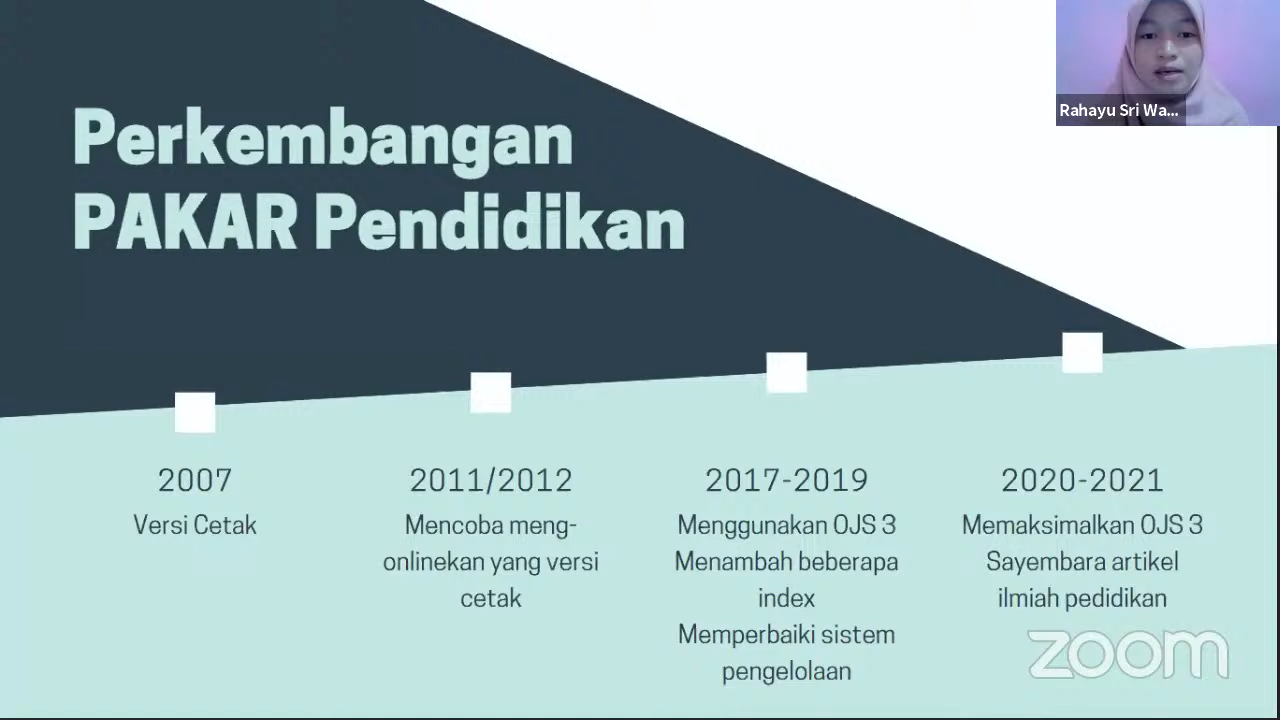 Perkembangan
PAKAR Pendidikan
Rahayu Sri Wa...
2007
Versi Cetak
2011/2012
Mencoba meng-
onlinekan yang versi
cetak
2017-2019
Menggunakan OJS 3
Menambah beberapa
index
Memperbaiki sistem
pengelolaan
2020-2021
Memaksimalkan OJS 3
Sayembara artikel
ilmiah pedidikan
zoom